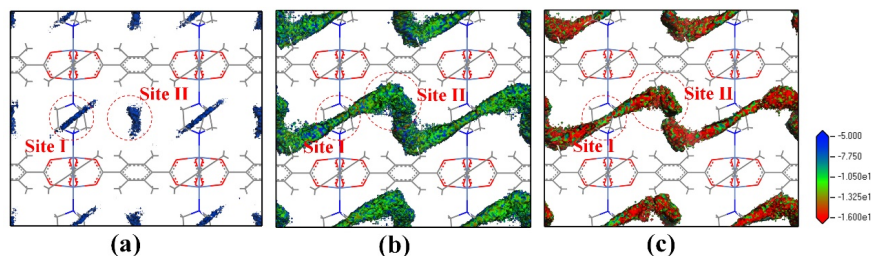 Site II
Site I
Site II
Site I
Site II
Site I
-5.000
-7.750
-1.050e1
-1.325e1
-1.600e1
(a)
(b)
(c)